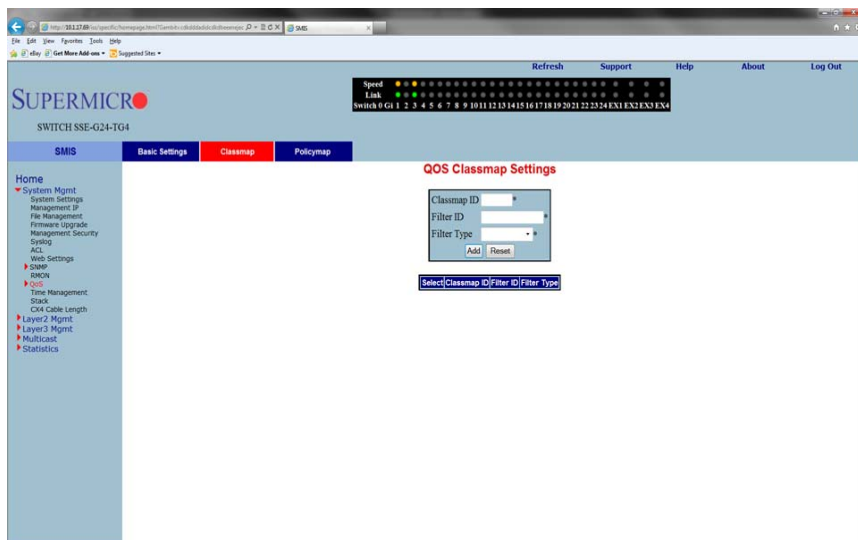 SMIS
File Edit View Favorites Tools Help
eBay Get More Add-ons Suggested Sites
Refresh Support Help About Log Out
SUPERMICRO
SWITCH SSE-G24-TG4
Speed
Link
Switch 0 Gi 1 2 3 4 5 6 7 8 9 10 11 12 13 14 15 16 17 18 19 20 21 22 23 24 EX1 EX2 EX3 EX4
SMIS Basic Settings Classmap Policymap
Home
System Mgmt
System Settings
Management IP
File Management
Firmware Upgrade
Management Security
Syslog
ACL
Web Settings
SNMP
RMON
QoS
Time Management
Stack
CX4 Cable Length
Layer2 Mgmt
Layer3 Mgmt
Multicast
Statistics
QOS Classmap Settings
Classmap ID *
Filter ID *
Filter Type *
Add Reset
Select Classmap ID Filter ID Filter Type